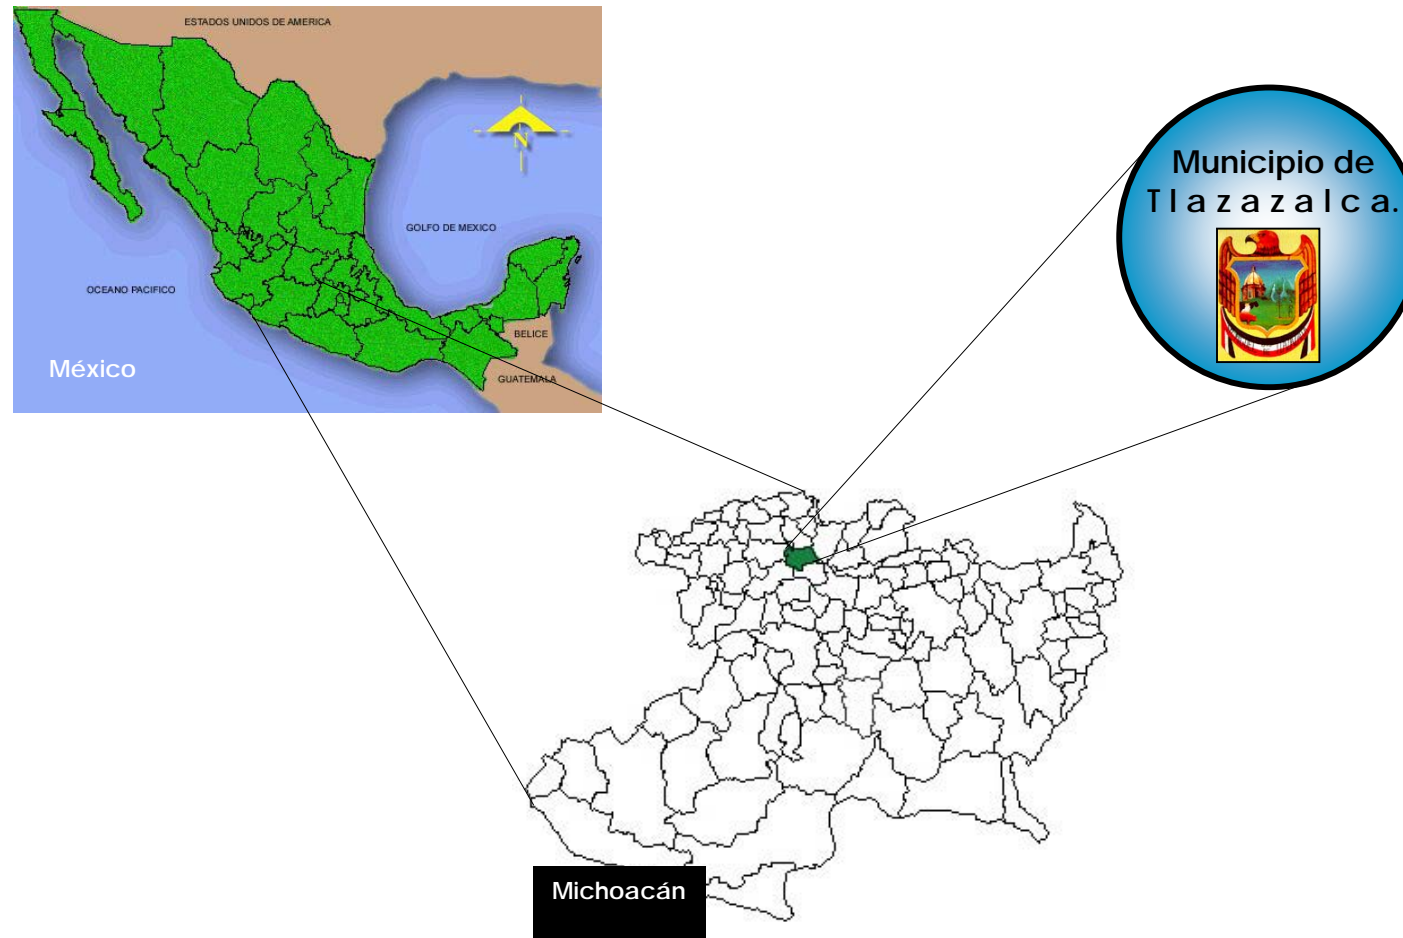 ESTADOS UNIDOS DE AMERICA
N
GOLFO DE MEXICO
OCEANO PACIFICO
BELICE
México
GUATEMALA
Municipio de
Tlazazalca.
Michoacán